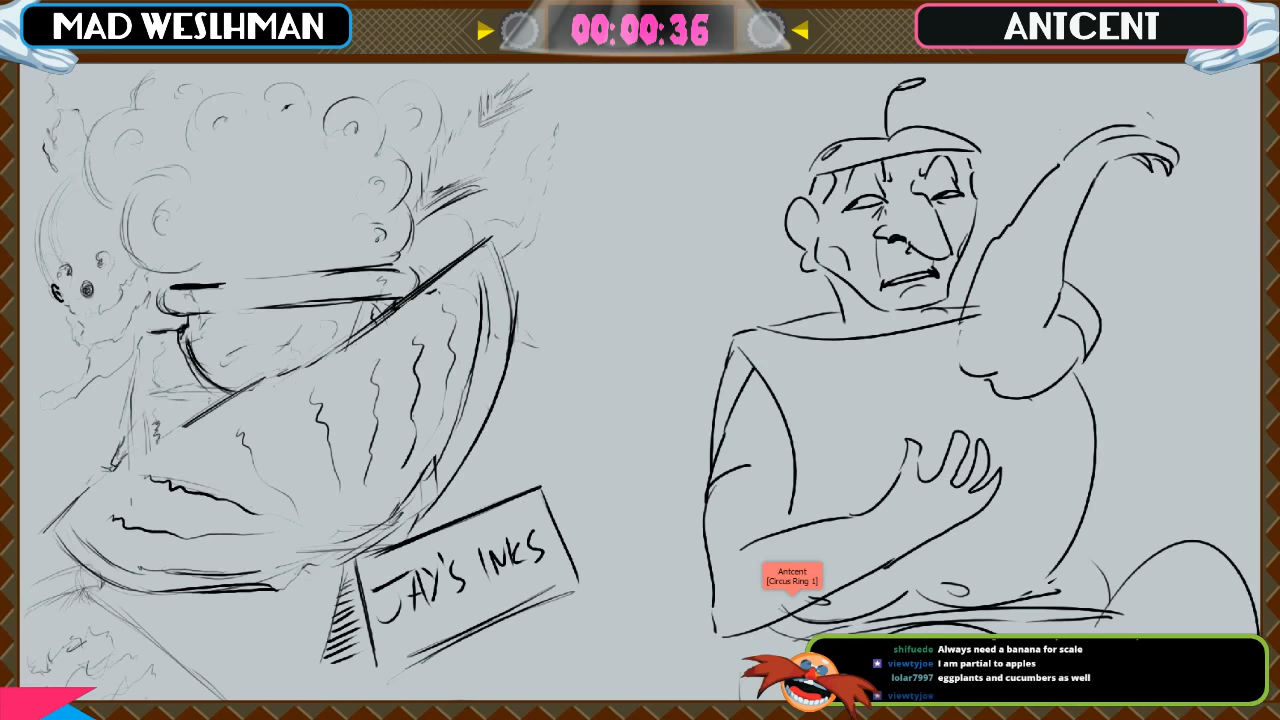 MAD WESLHMAN
00:00:36
ANTCENT
JAY'S INKS
Antcent
[Circus Ring 1]
shifuede Always need a banana for scale
viewtyjoe I am partial to apples
lolar7997 eggplants and cucumbers as well
viewtyjoe